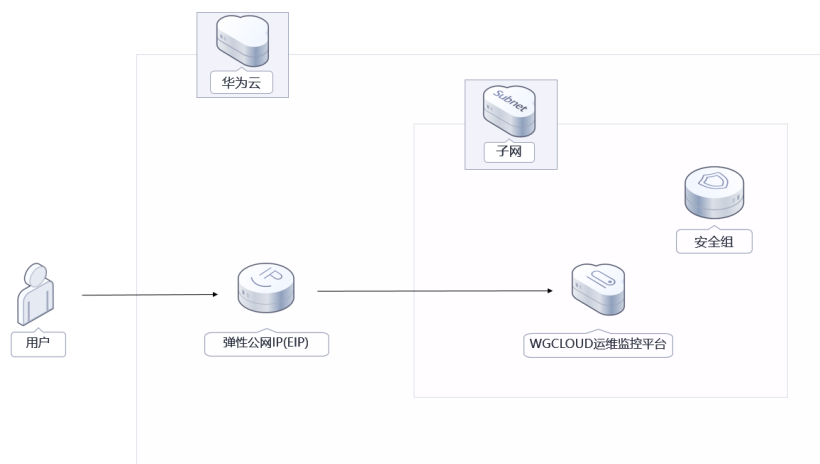 华为云
Subnet
子网
安全组
IP
用户
弹性公网IP(EIP)
WGCLOUD运维监控平台